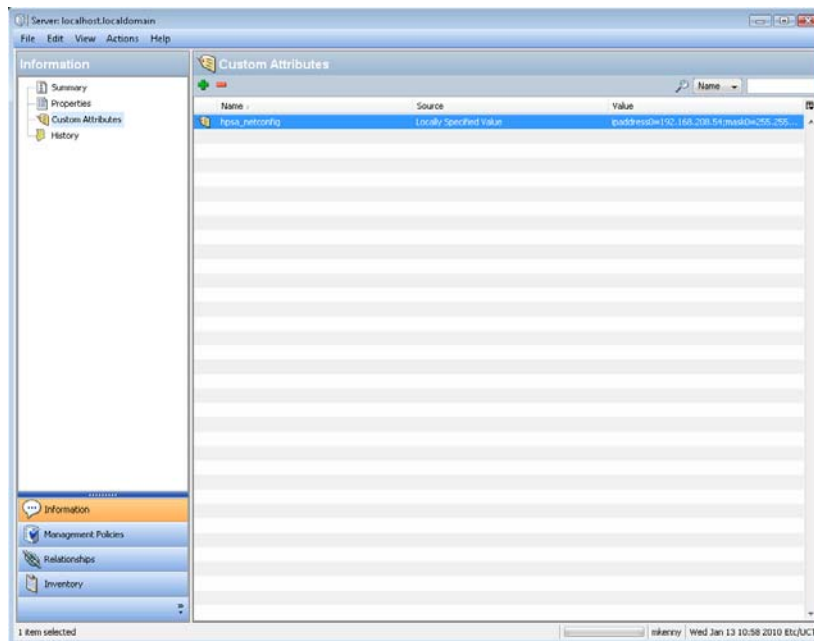 Server: localhost.localdomain
File Edit View Actions Help
Information
Summary
Properties
Custom Attributes
History
Custom Attributes
Name
Name Source Value
hpsa_netconfig Locally Specified Value ipaddress0=192.168.208.54;mask0=255.255...
Information
Management Policies
Relationships
Inventory
1 item selected
mkenny Wed Jan 13 10:58 2010 Etc/UCT